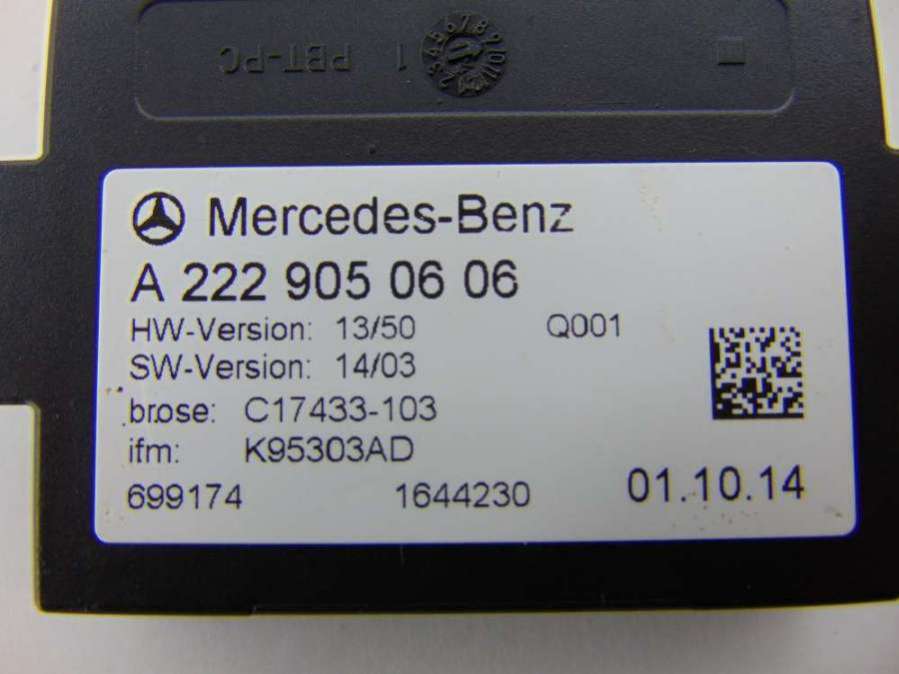 PBT-PC 1
Mercedes-Benz
A 222 905 06 06
HW-Version: 13/50 Q001
SW-Version: 14/03
brose: C17433-103
ifm: K95303AD
699174 1644230 01.10.14